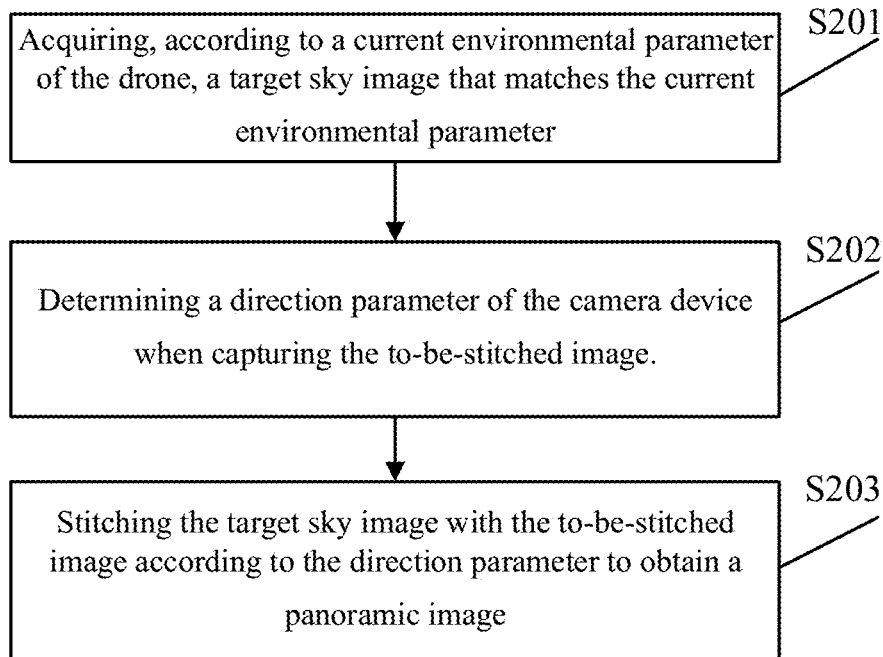 S201
Acquiring, according to a current environmental parameter
of the drone, a target sky image that matches the current
environmental parameter
S202
Determining a direction parameter of the camera device
when capturing the to-be-stitched image.
S203
Stitching the target sky image with the to-be-stitched
image according to the direction parameter to obtain a
panoramic image